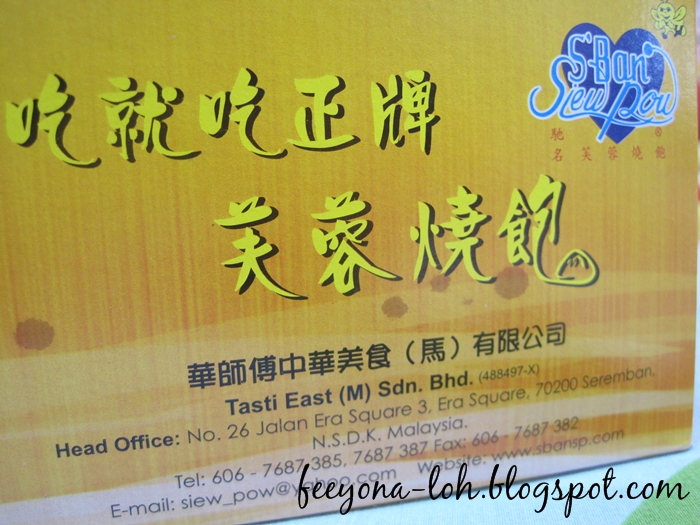 S'Ban
Siew Pow
馳 ®
名芙蓉燒飽
吃就吃正牌
芙蓉燒飽
華師傅中華美食（馬）有限公司
Tasti East (M) Sdn. Bhd. (488497-X)
Head Office: No. 26 Jalan Era Square 3, Era Square, 70200 Seremban,
N.S.D.K. Malaysia.
Tel: 606 - 7687 385, 7687 387 Fax: 606 - 7687 382
E-mail: siew_pow@yahoo.com Website: www.sbansp.com
feeyona-loh.blogspot.com